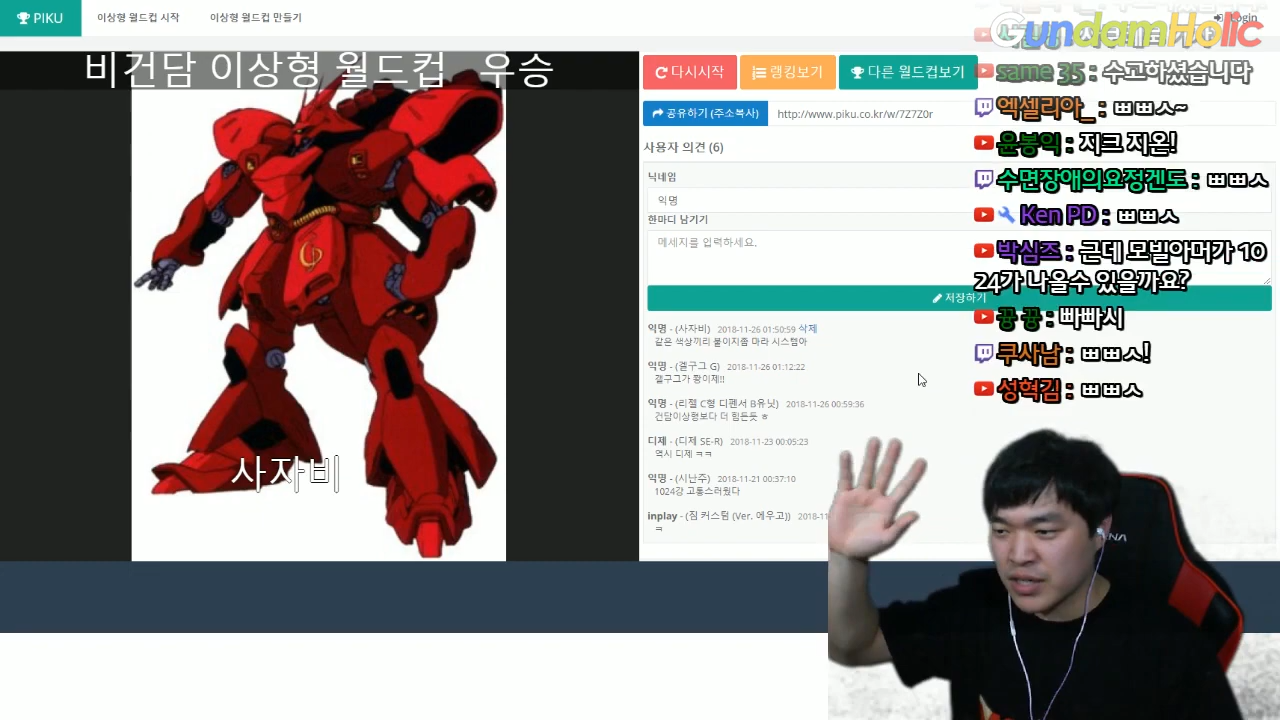 PIKU
이상형 월드컵 시작
이상형 월드컵 만들기
Login
GundamHolic
비건담 이상형 월드컵 우승
사자비
다시시작
랭킹보기
다른 월드컵보기
공유하기 (주소복사)
http://www.piku.co.kr/w/7Z7Z0r
사용자 의견 (6)
닉네임
익명
한마디 남기기
메세지를 입력하세요.
저장하기
익명 - (사자비) 2018-11-26 01:50:59 삭제
같은 색상끼리 붙이지좀 마라 시스템아
익명 - (겔구그 G) 2018-11-26 01:12:22
겔구그가 짱이제!!
익명 - (리젤 C형 디펜서 B유닛) 2018-11-26 00:59:36
건담이상형보다 더 힘든듯 ㅎ
디제 - (디제 SE-R) 2018-11-23 00:05:23
역시 디제 ㅋㅋ
익명 - (시난주) 2018-11-21 00:37:10
1024강 고통스러웠다
inplay - (짐 커스텀 (Ver. 에우고)) 2018-11
ㅋ
same 35 : 수고하셨습니다
엑셀리아_ : ㅃㅃㅅ~
윤봉익 : 지크 지온!
수면장애의요정겐도 : ㅃㅃㅅ
Ken PD : ㅃㅃㅅ
박심즈 : 근데 모빌아머가 10
24가 나올수 있을까요?
뀽 뀽 : 빠빠시
쿠사남 : ㅃㅃㅅ!
성혁김 : ㅃㅃㅅ